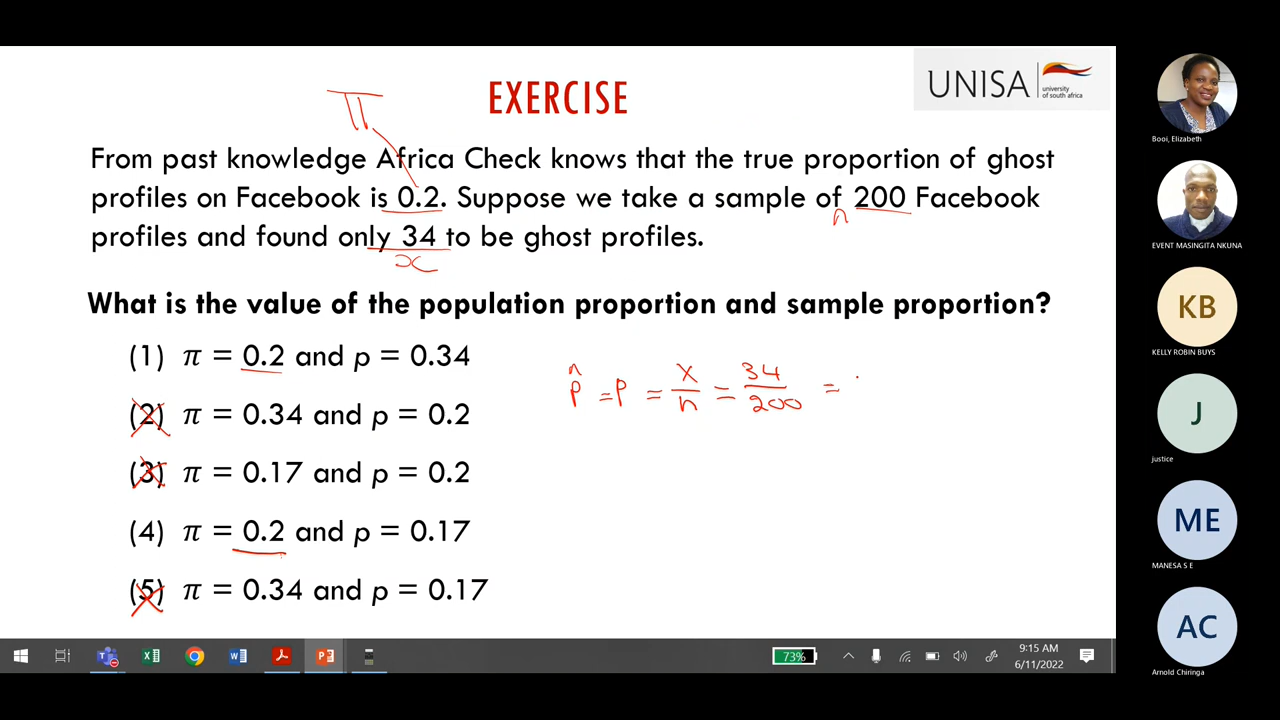 EXERCISE
UNISA
university
of south africa
π
From past knowledge Africa Check knows that the true proportion of ghost
profiles on Facebook is 0.2. Suppose we take a sample of 200 Facebook
n
profiles and found only 34 to be ghost profiles.
x
What is the value of the population proportion and sample proportion?
(1) π = 0.2 and p = 0.34
(2) π = 0.34 and p = 0.2
(3) π = 0.17 and p = 0.2
(4) π = 0.2 and p = 0.17
(5) π = 0.34 and p = 0.17
p̂ = p = x/n = 34/200 =
Booi, Elizabeth
EVENT MASINGITA NKUNA
KB
KELLY ROBIN BUYS
J
justice
ME
MANESA S E
AC
Arnold Chiringa
73%
9:15 AM
6/11/2022